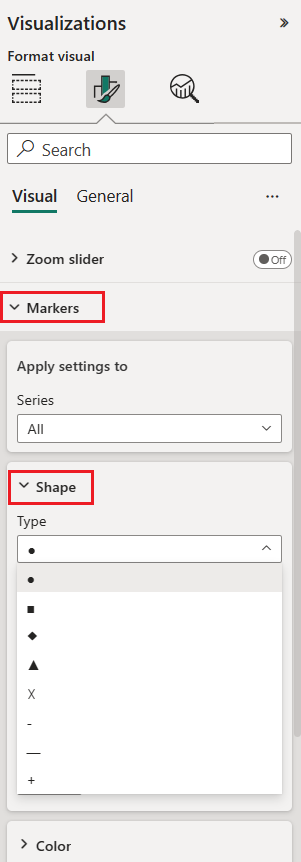 Visualizations »
Format visual
Search
Visual General ...
Zoom slider Off
Markers
Apply settings to
Series
All
Shape
Type
●
●
■
◆
▲
X
-
—
+
Color